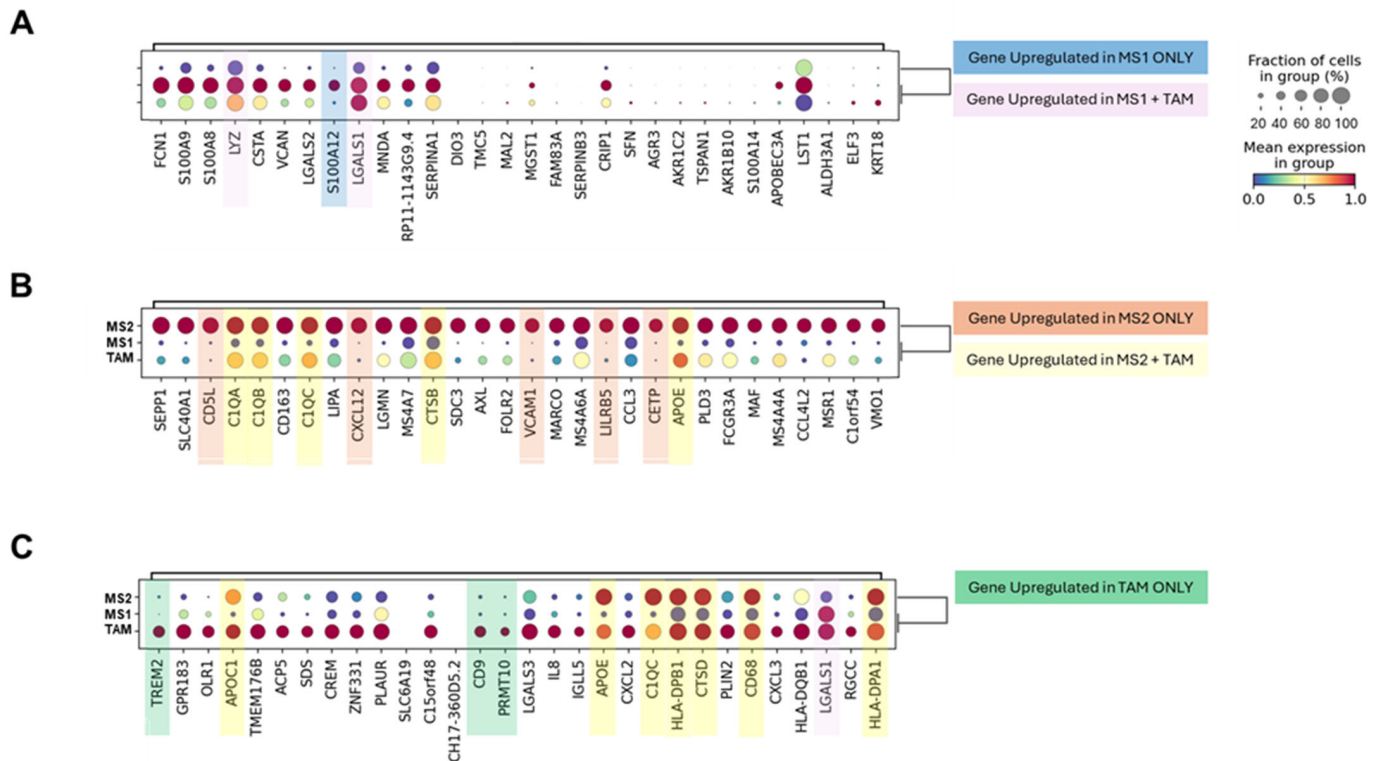 A
Gene Upregulated in MS1 ONLY
Gene Upregulated in MS1 + TAM
Fraction of cells
in group (%)
20 40 60 80 100
Mean expression
in group
0.0 0.5 1.0
FCN1
S100A9
S100A8
LYZ
CSTA
VCAN
LGALS2
S100A12
LGALS1
MNDA
RP11-1143G9.4
SERPINA1
DIO3
TMC5
MAL2
MGST1
FAM83A
SERPINB3
CRIP1
SFN
AGR3
AKR1C2
TSPAN1
AKR1B10
S100A14
APOBEC3A
LST1
ALDH3A1
ELF3
KRT18
B
MS2
MS1
TAM
Gene Upregulated in MS2 ONLY
Gene Upregulated in MS2 + TAM
SEPP1
SLC40A1
CD5L
C1QA
C1QB
CD163
C1QC
LIPA
CXCL12
LGMN
MS4A7
CTSB
SDC3
AXL
FOLR2
VCAM1
MARCO
MS4A6A
LILRB5
CCL3
CETP
APOE
PLD3
FCGR3A
MAF
MS4A4A
CCL4L2
MSR1
C1orf54
VMO1
C
MS2
MS1
TAM
Gene Upregulated in TAM ONLY
TREM2
GPR183
OLR1
APOC1
TMEM176B
ACP5
SDS
CREM
ZNF331
PLAUR
SLC6A19
C15orf48
CH17-360D5.2
CD9
PRMT10
LGALS3
IL8
IGLL5
APOE
CXCL2
C1QC
HLA-DPB1
CTSD
PLIN2
CD68
CXCL3
HLA-DQB1
LGALS1
RGCC
HLA-DPA1